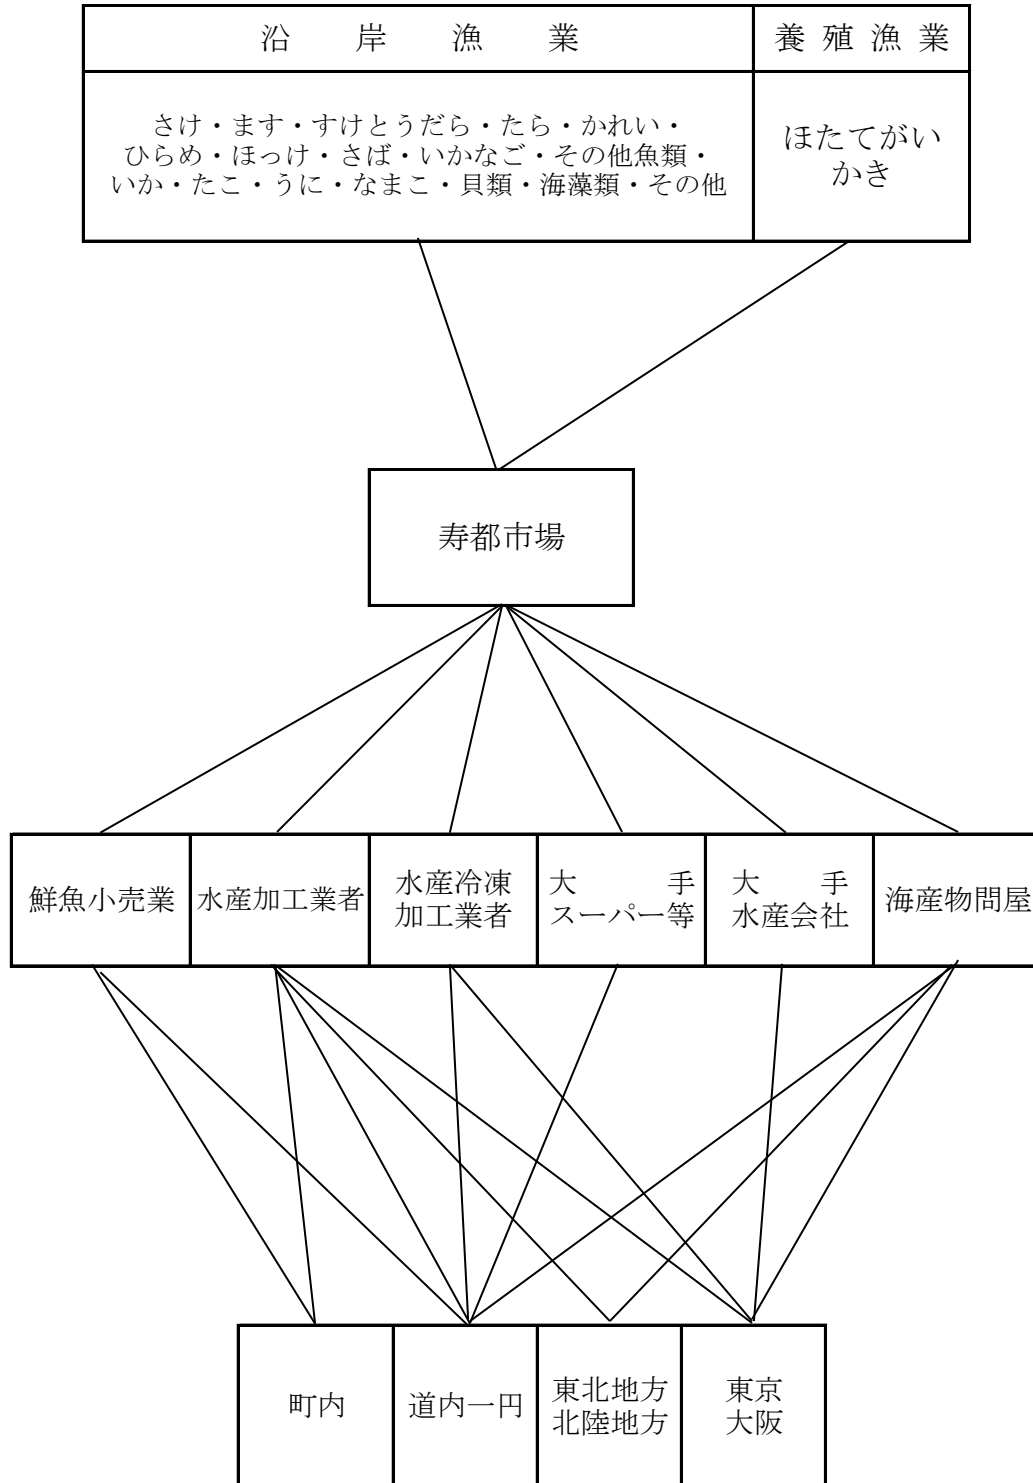 沿岸漁業
養殖漁業
さけ・ます・すけとうだら・たら・かれい・
ひらめ・ほっけ・さば・いかなご・その他魚類・
いか・たこ・うに・なまこ・貝類・海藻類・その他
ほたてがい
かき
寿都市場
鮮魚小売業
水産加工業者
水産冷凍
加工業者
大手
スーパー等
大手
水産会社
海産物問屋
町内
道内一円
東北地方
北陸地方
東京
大阪